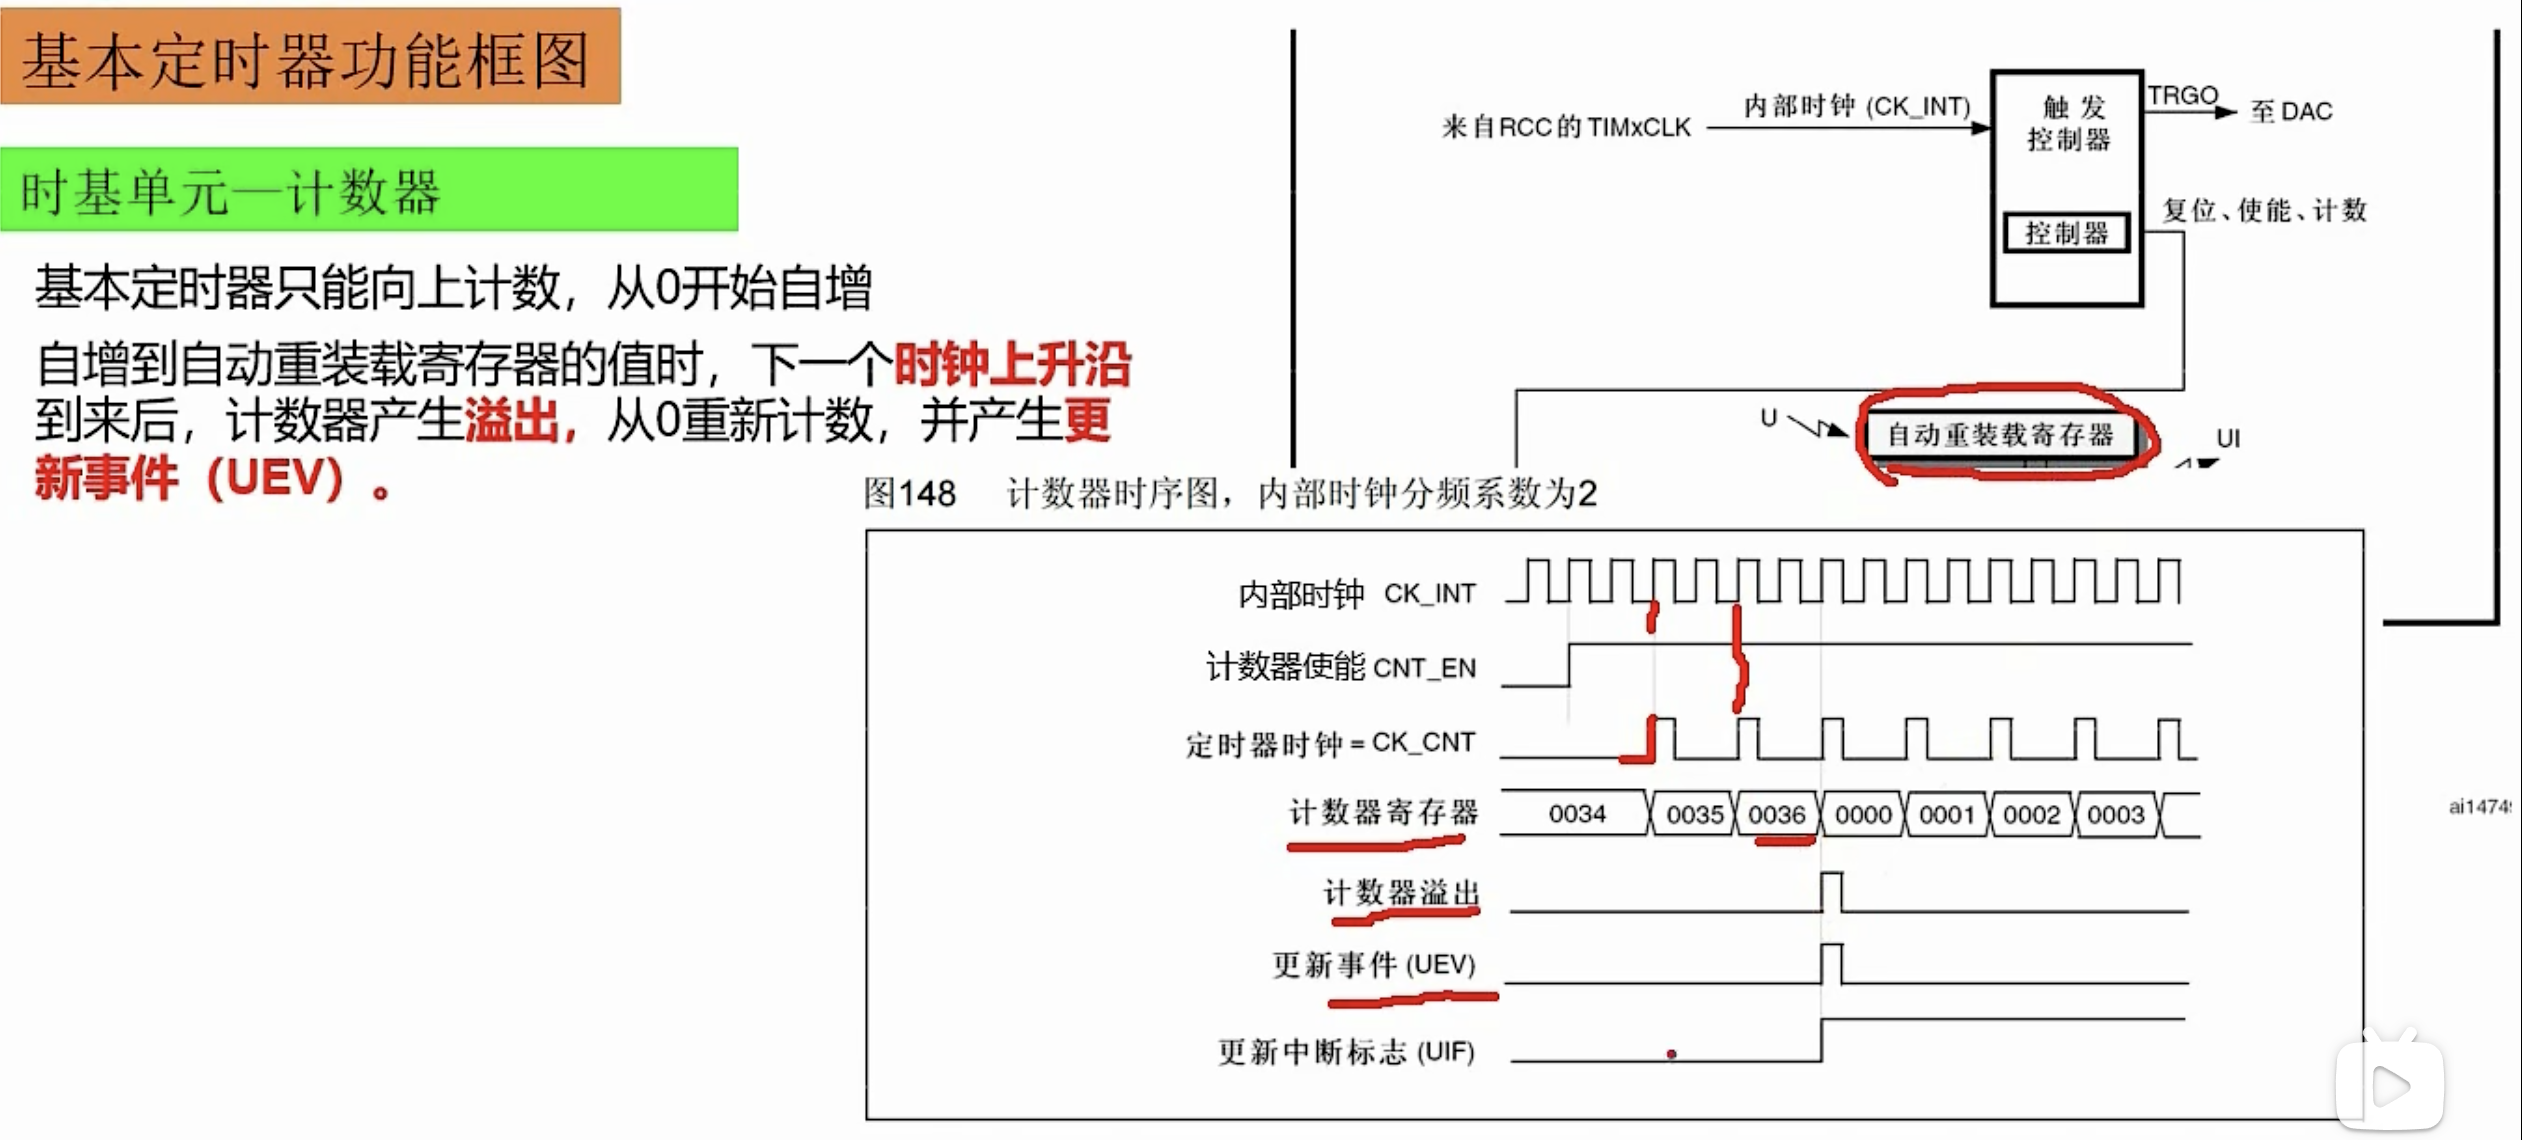 基本定时器功能框图
时基单元—计数器
基本定时器只能向上计数，从0开始自增
自增到自动重装载寄存器的值时，下一个时钟上升沿
到来后，计数器产生溢出，从0重新计数，并产生更
新事件（UEV）。
来自RCC的TIMxCLK
内部时钟 (CK_INT)
触发
控制器
TRGO
至DAC
控制器
复位、使能、计数
U
自动重装载寄存器
UI
图148 计数器时序图，内部时钟分频系数为2
内部时钟 CK_INT
计数器使能 CNT_EN
定时器时钟 = CK_CNT
计数器寄存器 0034 0035 0036 0000 0001 0002 0003
计数器溢出
更新事件 (UEV)
更新中断标志 (UIF)